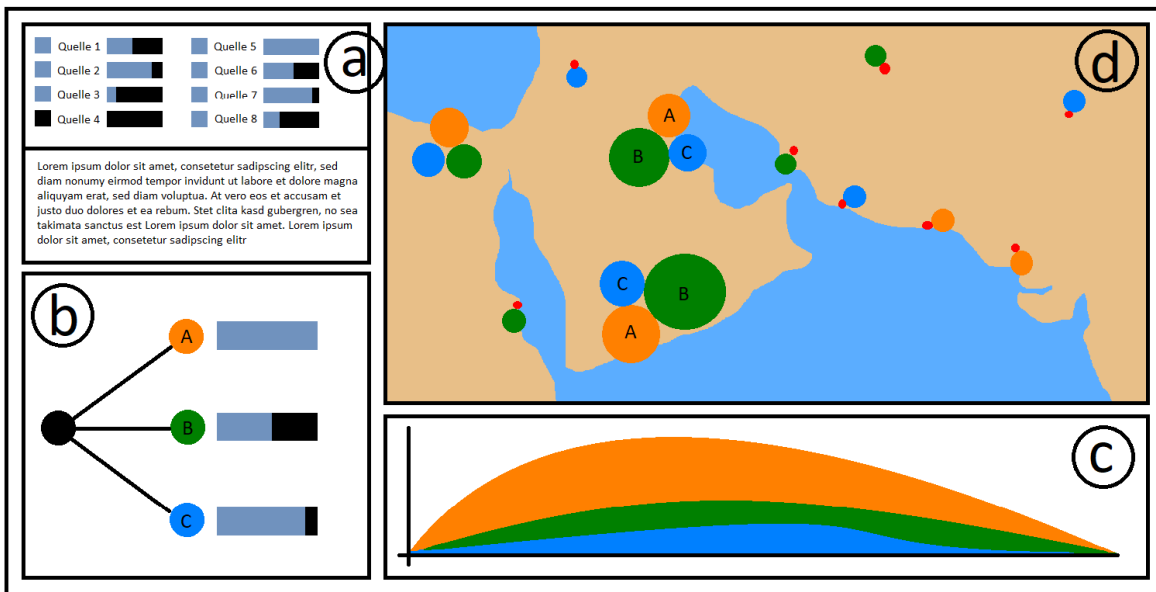 Quelle 1
Quelle 5
Quelle 2
Quelle 6
Quelle 3
Quelle 7
Quelle 4
Quelle 8
a
Lorem ipsum dolor sit amet, consetetur sadipscing elitr, sed
diam nonumy eirmod tempor invidunt ut labore et dolore magna
aliquyam erat, sed diam voluptua. At vero eos et accusam et
justo duo dolores et ea rebum. Stet clita kasd gubergren, no sea
takimata sanctus est Lorem ipsum dolor sit amet. Lorem ipsum
dolor sit amet, consetetur sadipscing elitr
b
A
B
C
d
A
B
C
C
B
A
c